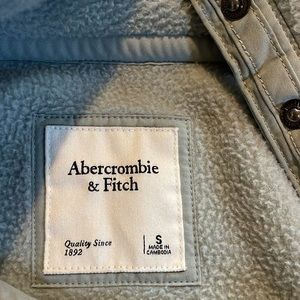 Abercrombie
& Fitch
Quality Since
1892
S
MADE IN
CAMBODIA